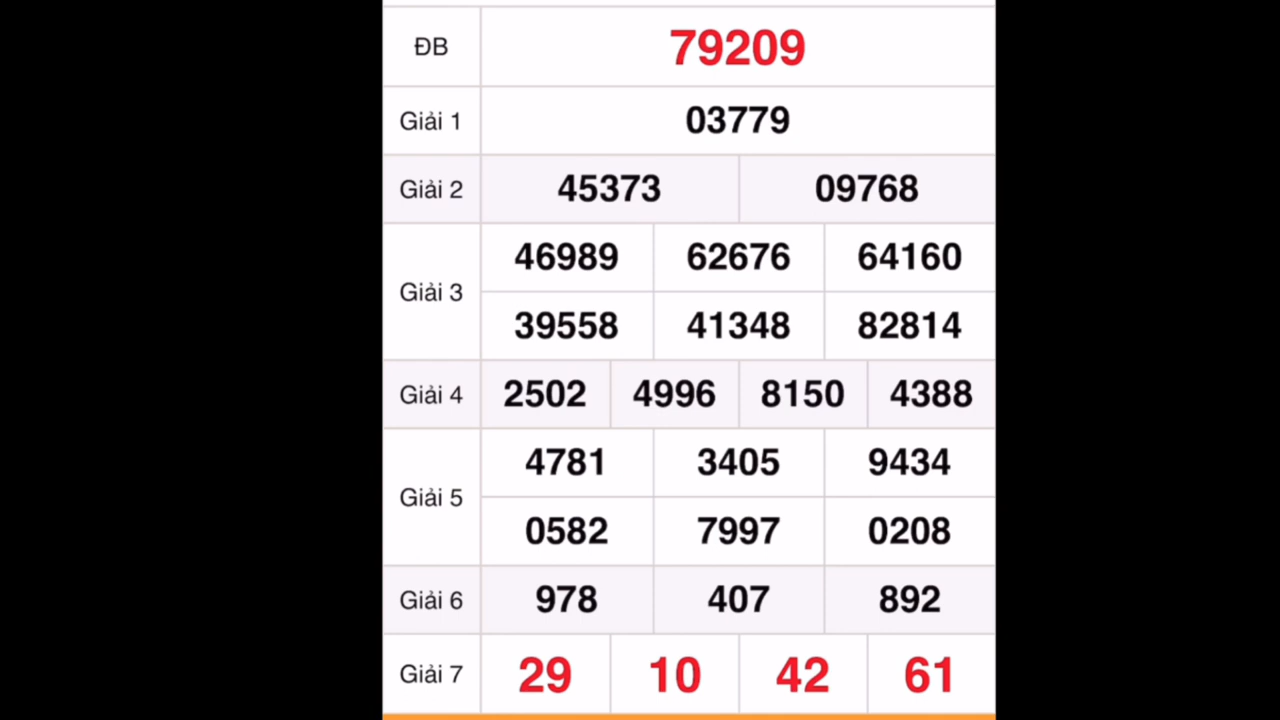 ĐB 79209
Giải 1 03779
Giải 2 45373 09768
Giải 3 46989 62676 64160
39558 41348 82814
Giải 4 2502 4996 8150 4388
Giải 5 4781 3405 9434
0582 7997 0208
Giải 6 978 407 892
Giải 7 29 10 42 61